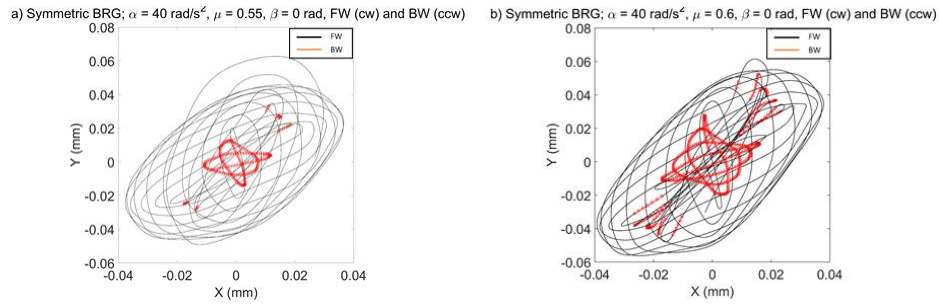 a) Symmetric BRG; α = 40 rad/s², μ = 0.55, β = 0 rad, FW (cw) and BW (ccw)
0.08
0.06
0.04
0.02
0
-0.02
-0.04
-0.06
Y (mm)
-0.04 -0.02 0 0.02 0.04
X (mm)
FW
BW
b) Symmetric BRG; α = 40 rad/s², μ = 0.6, β = 0 rad, FW (cw) and BW (ccw)
0.08
0.06
0.04
0.02
0
-0.02
-0.04
-0.06
Y (mm)
-0.04 -0.02 0 0.02 0.04
X (mm)
FW
BW